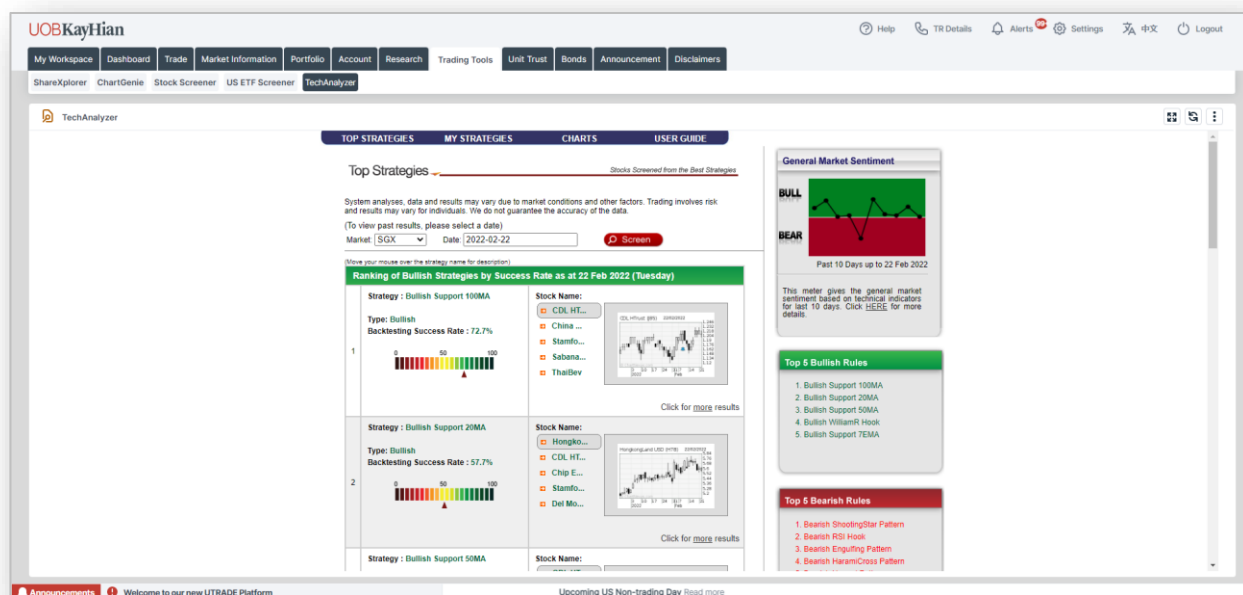 UOBKayHian
Help TR Details Alerts 99+ Settings 中文 Logout
My Workspace Dashboard Trade Market Information Portfolio Account Research Trading Tools Unit Trust Bonds Announcement Disclaimers
ShareXplorer ChartGenie Stock Screener US ETF Screener TechAnalyzer
TechAnalyzer
TOP STRATEGIES MY STRATEGIES CHARTS USER GUIDE
Top Strategies
Stocks Screened from the Best Strategies
System analyses, data and results may vary due to market conditions and other factors. Trading involves risk
and results may vary for individuals. We do not guarantee the accuracy of the data.
(To view past results, please select a date)
Market: SGX Date: 2022-02-22 Screen
(Move your mouse over the strategy name for description)
Ranking of Bullish Strategies by Success Rate as at 22 Feb 2022 (Tuesday)
1
Strategy : Bullish Support 100MA
Type: Bullish
Backtesting Success Rate : 72.7%
0 50 100
Stock Name:
CDL HT...
China ...
Stamfo...
Sabana...
ThaiBev
Click for more results
2
Strategy : Bullish Support 20MA
Type: Bullish
Backtesting Success Rate : 57.7%
0 50 100
Stock Name:
Hongko...
CDL HT...
Chip E...
Stamfo...
Del Mo...
Click for more results
Strategy : Bullish Support 50MA
Stock Name:
General Market Sentiment
BULL
BEAR
Past 10 Days up to 22 Feb 2022
This meter gives the general market
sentiment based on technical indicators
for last 10 days. Click HERE for more
details.
Top 5 Bullish Rules
1. Bullish Support 100MA
2. Bullish Support 20MA
3. Bullish Support 50MA
4. Bullish WilliamR Hook
5. Bullish Support 7EMA
Top 5 Bearish Rules
1. Bearish ShootingStar Pattern
2. Bearish RSI Hook
3. Bearish Engulfing Pattern
4. Bearish HaramiCross Pattern
Announcements Welcome to our new UTRADE Platform Upcoming US Non-trading Day Read more